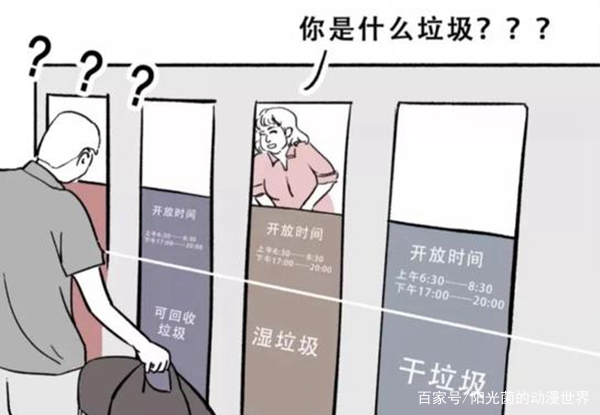 你是什么垃圾？？？
？？？
开放时间
上午6:30——8:30
下午17:00——20:00
可回收
垃圾
开放时间
上午6:30——8:30
下午17:00——20:00
湿垃圾
开放时间
上午6:30——8:30
下午17:00——20:00
干垃圾
百家号/阳光菌的动漫世界